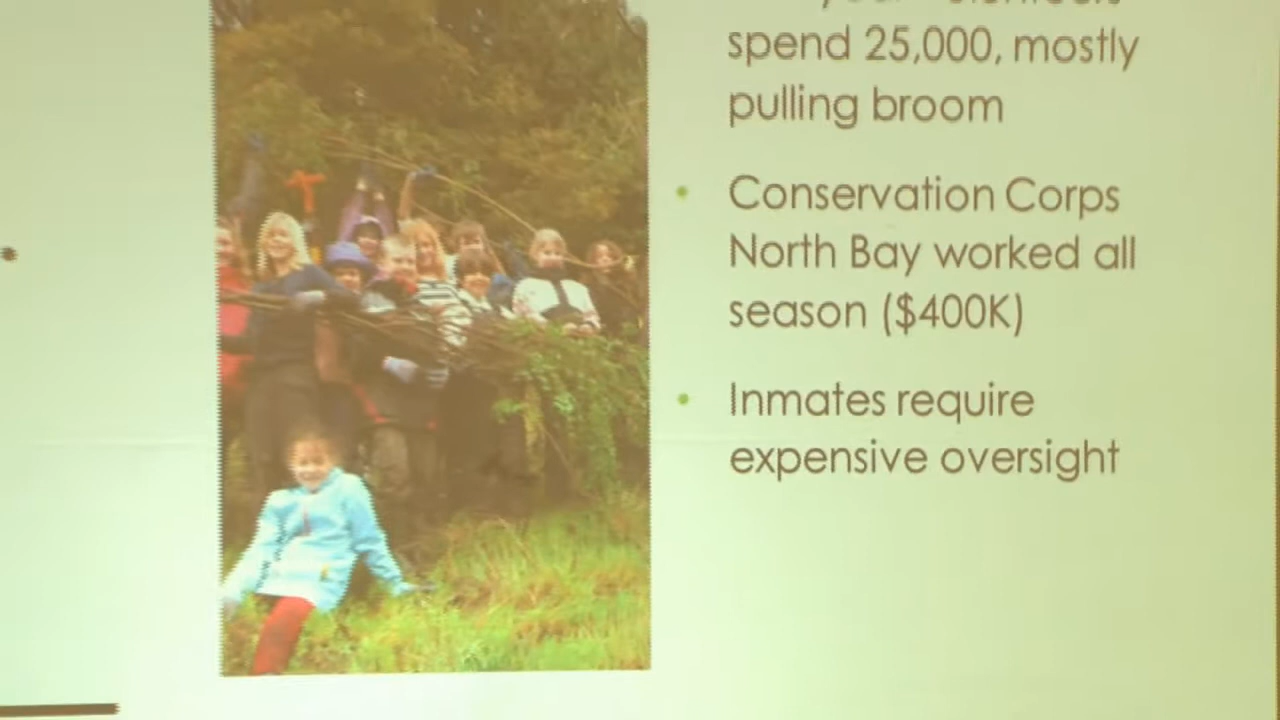 spend 25,000, mostly
pulling broom
• Conservation Corps
North Bay worked all
season ($400K)
• Inmates require
expensive oversight